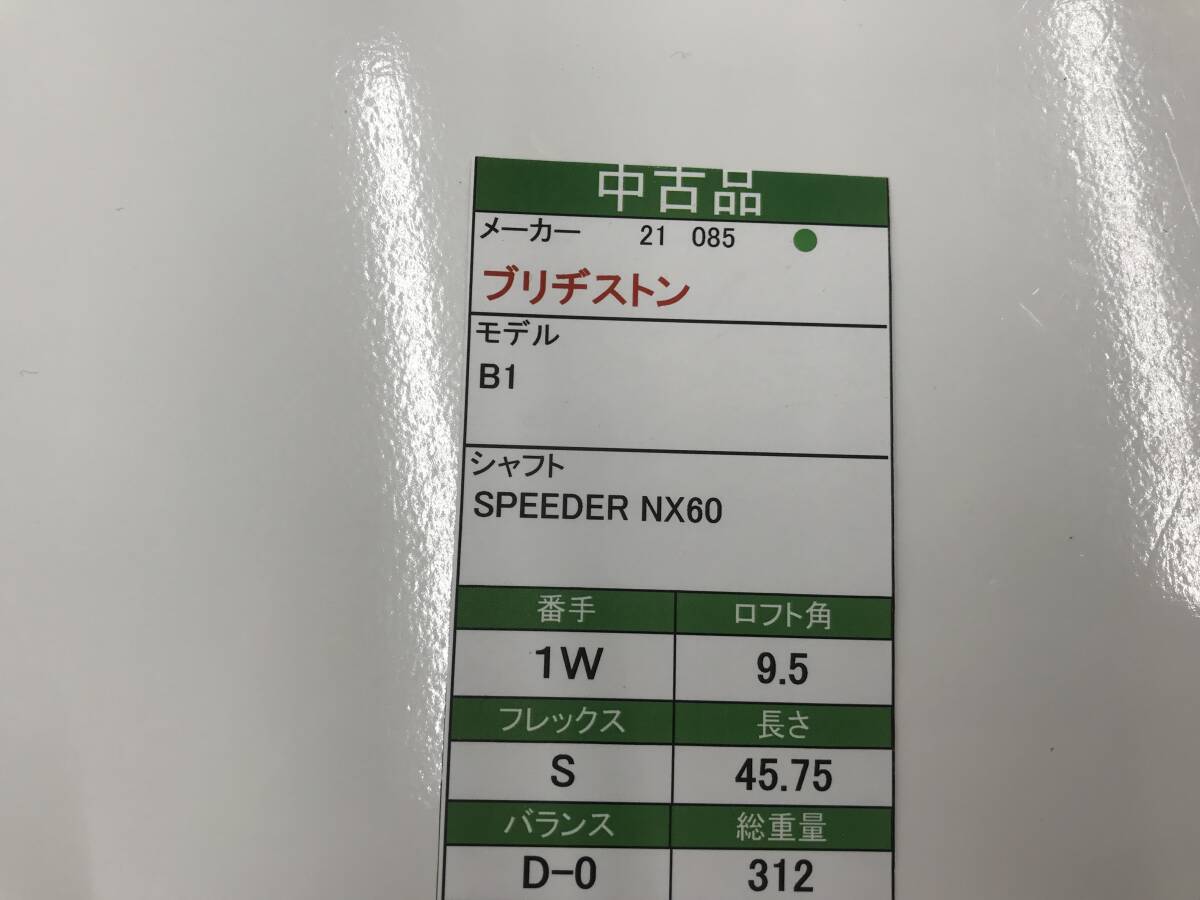 中古品
メーカー 21 085
ブリヂストン
モデル
B1
シャフト
SPEEDER NX60
番手 ロフト角
1W 9.5
フレックス 長さ
S 45.75
バランス 総重量
D-0 312